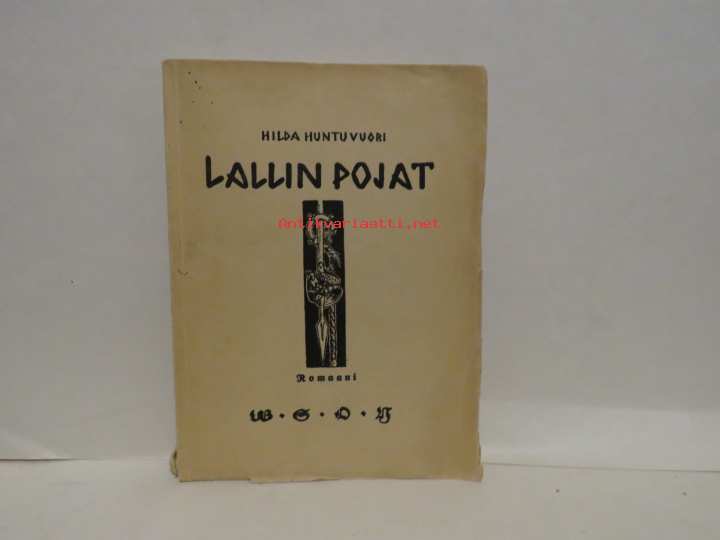 HILDA HUNTUVUORI
LALLIN POJAT
Antikvariaatti.net
Romaani
W • S • O • Y